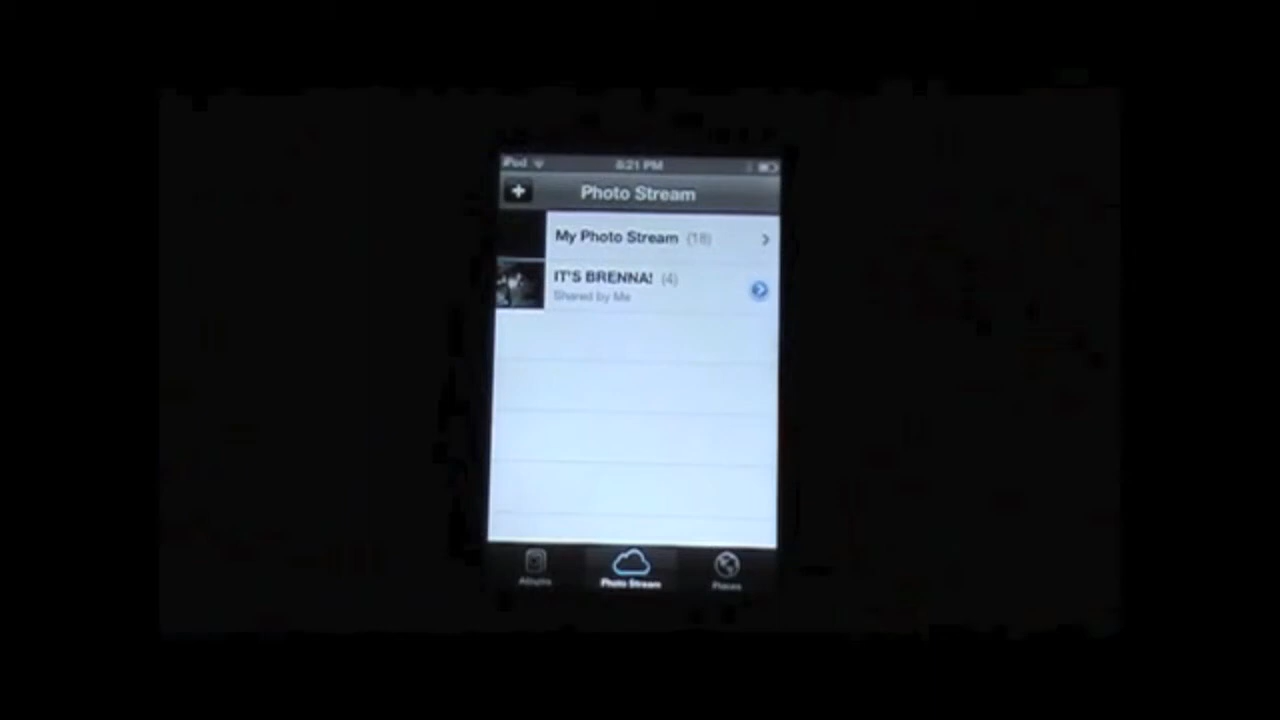 iPod 8:21 PM
+ Photo Stream
My Photo Stream (18)
IT'S BRENNA! (4)
Shared by Me
Albums Photo Stream Places